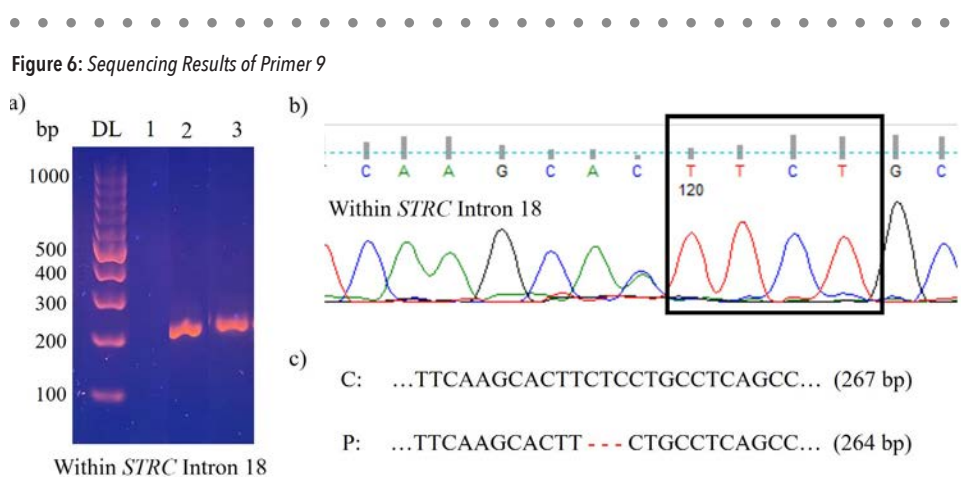 Figure 6: Sequencing Results of Primer 9
a)
bp DL 1 2 3
1000
500
400
300
200
100
Within STRC Intron 18
b)
C A A G C A C T T C T G C
120
Within STRC Intron 18
c)
C: ...TTCAAGCACTTCTCCTGCCTCAGCC... (267 bp)
P: ...TTCAAGCACTT - - - CTGCCTCAGCC... (264 bp)